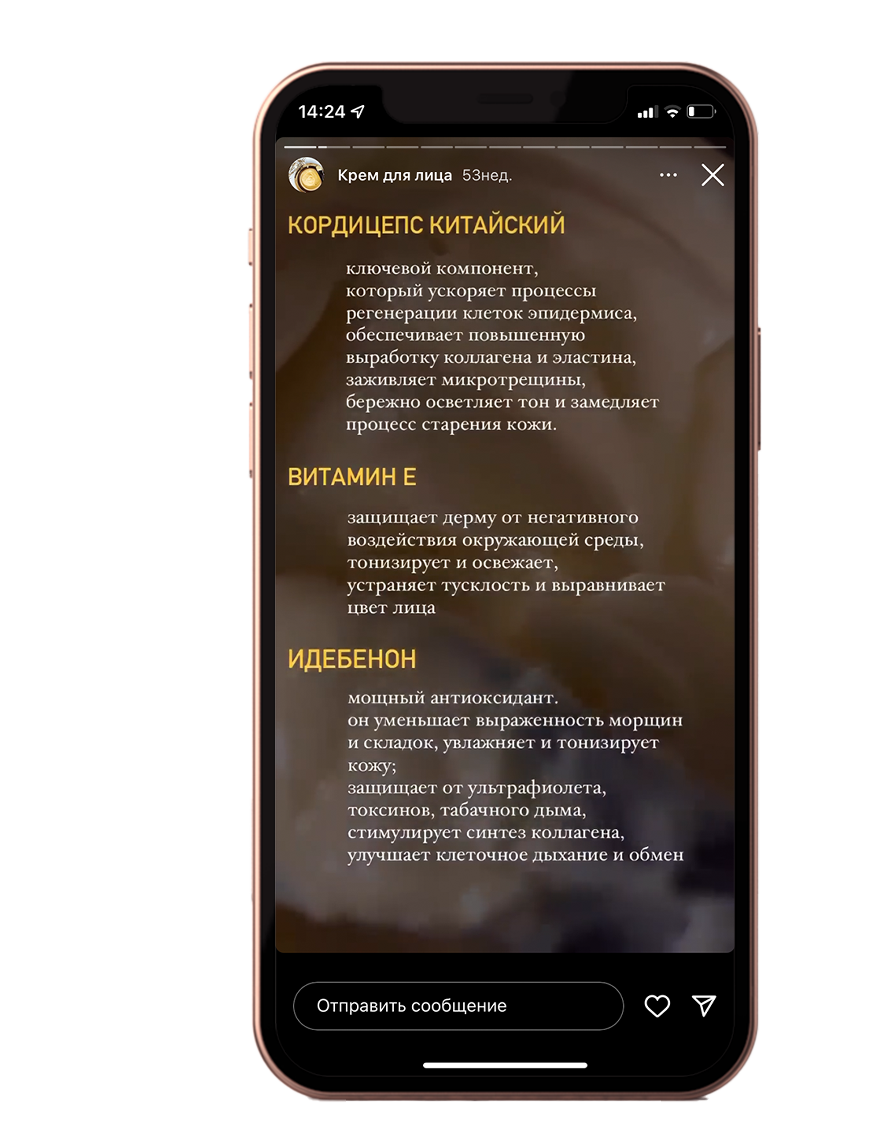 14:24
Крем для лица 53нед.
КОРДИЦЕПС КИТАЙСКИЙ
ключевой компонент,
который ускоряет процессы
регенерации клеток эпидермиса,
обеспечивает повышенную
выработку коллагена и эластина,
заживляет микротрещины,
бережно осветляет тон и замедляет
процесс старения кожи.
ВИТАМИН Е
защищает дерму от негативного
воздействия окружающей среды,
тонизирует и освежает,
устраняет тусклость и выравнивает
цвет лица
ИДЕБЕНОН
мощный антиоксидант.
он уменьшает выраженность морщин
и складок, увлажняет и тонизирует
кожу;
защищает от ультрафиолета,
токсинов, табачного дыма,
стимулирует синтез коллагена,
улучшает клеточное дыхание и обмен
Отправить сообщение